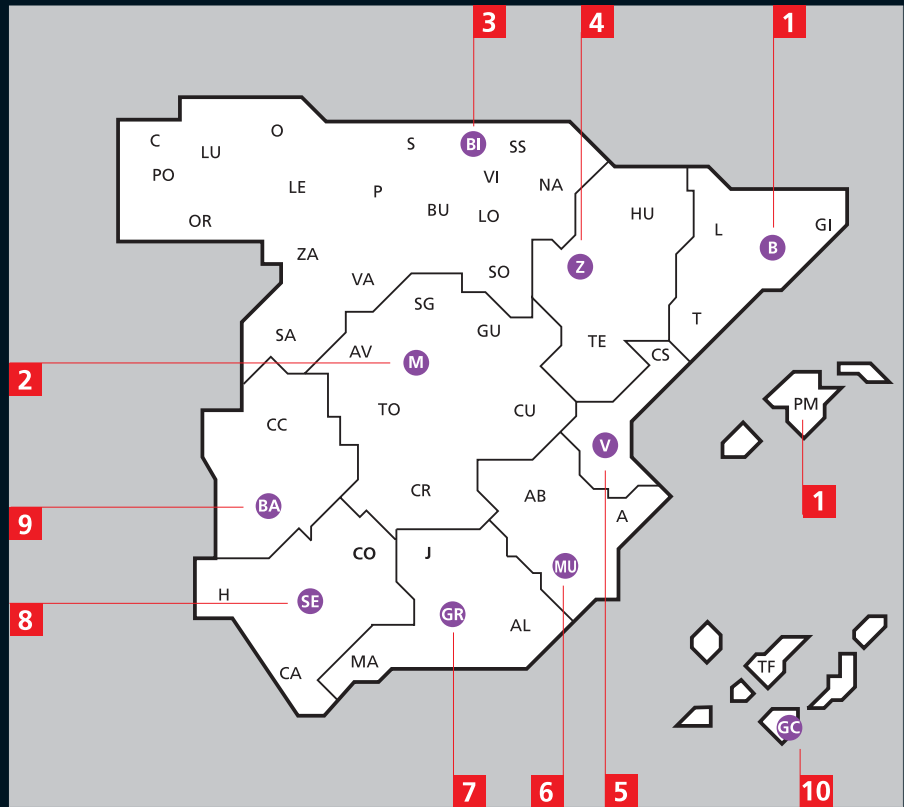 3 4 1
C LU O S BI SS
PO LE P VI NA
OR BU LO HU L GI
ZA VA SO Z B
SG GU T
SA AV M TE CS
2
TO CU PM
CC V
CR AB 1
9 BA A
CO J MU
8 H SE GR AL
CA MA TF
GC
7 6 5 10